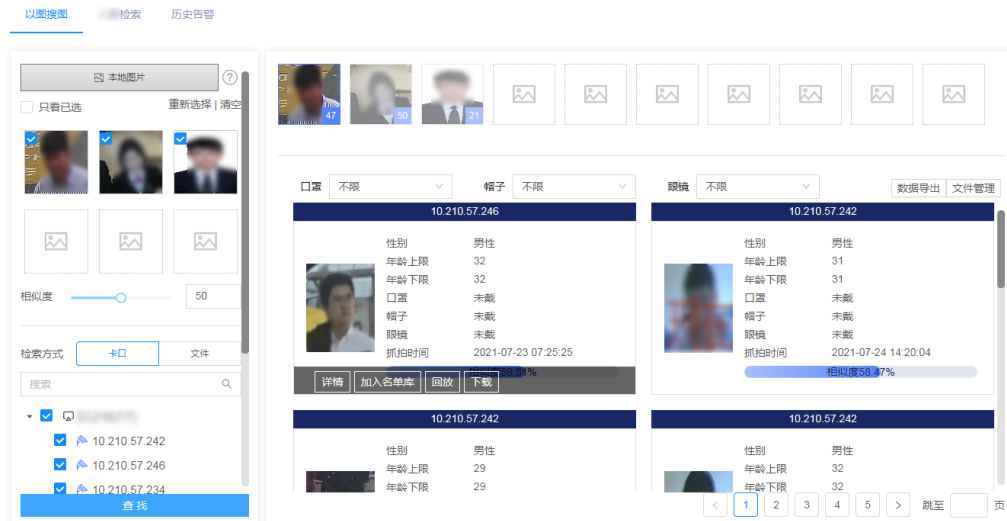 以图搜图
检索
历史告警
本地图片
?
只看已选
重新选择 | 清空
47
50
21
口罩 不限
帽子 不限
眼镜 不限
数据导出 文件管理
相似度 50
检索方式 卡口 文件
搜索
10.210.57.242
10.210.57.246
10.210.57.234
查 找
10.210.57.246
性别 男性
年龄上限 32
年龄下限 32
口罩 未戴
帽子 未戴
眼镜 未戴
抓拍时间 2021-07-23 07:25:25
相似度59.51%
详情 加入名单库 回放 下载
10.210.57.242
性别 男性
年龄上限 31
年龄下限 31
口罩 未戴
帽子 未戴
眼镜 未戴
抓拍时间 2021-07-24 14:20:04
相似度58.47%
10.210.57.242
性别 男性
年龄上限 29
年龄下限 29
10.210.57.242
性别 男性
年龄上限 32
年龄下限 32
< 1 2 3 4 5 > 跳至 页